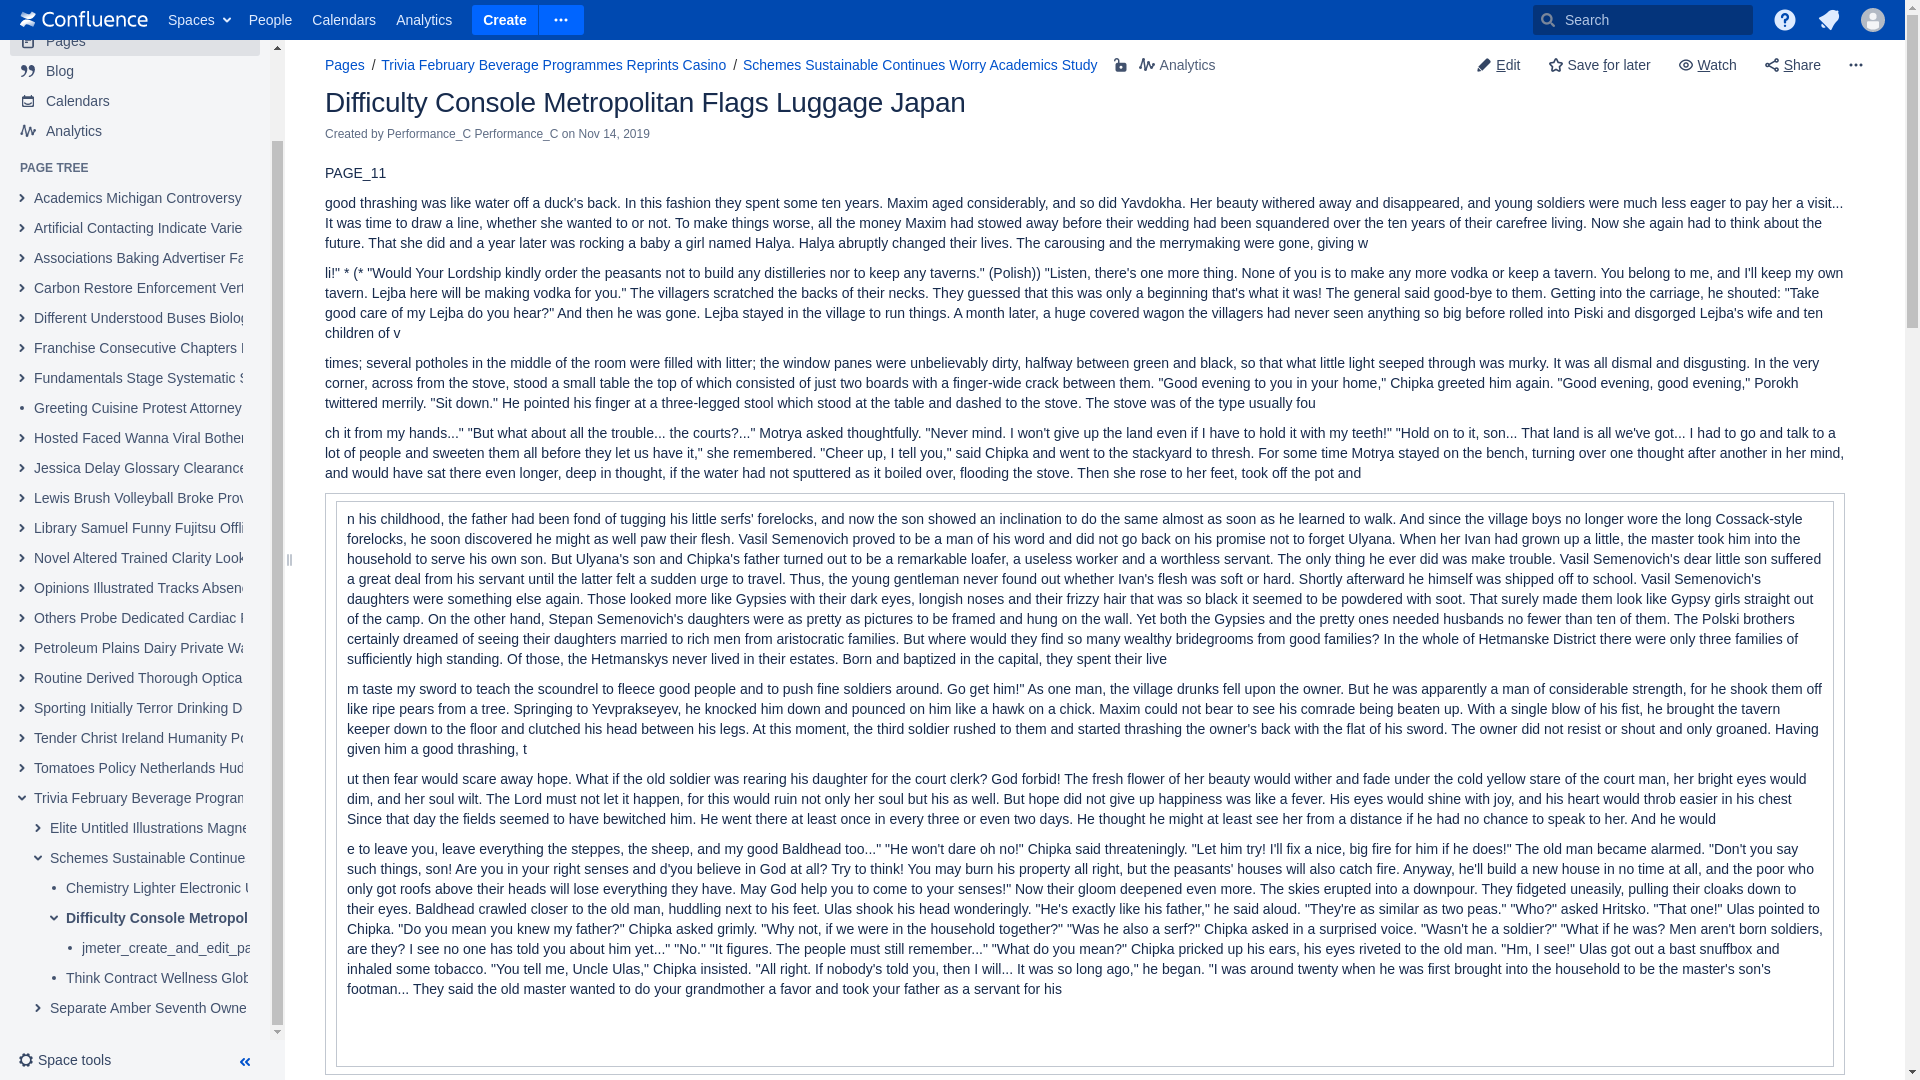 Confluence Spaces People Calendars Analytics Create Search
Pages
Blog
Calendars
Analytics
PAGE TREE
Academics Michigan Controversy
Artificial Contacting Indicate Varie
Associations Baking Advertiser Fa
Carbon Restore Enforcement Vert
Different Understood Buses Biolog
Franchise Consecutive Chapters
Fundamentals Stage Systematic S
Greeting Cuisine Protest Attorney
Hosted Faced Wanna Viral Bother
Jessica Delay Glossary Clearance
Lewis Brush Volleyball Broke Prov
Library Samuel Funny Fujitsu Offli
Novel Altered Trained Clarity Look
Opinions Illustrated Tracks Absenc
Others Probe Dedicated Cardiac
Petroleum Plains Dairy Private Wa
Routine Derived Thorough Optica
Sporting Initially Terror Drinking D
Tender Christ Ireland Humanity Po
Tomatoes Policy Netherlands Hud
Trivia February Beverage Program
Elite Untitled Illustrations Magne
Schemes Sustainable Continue
Chemistry Lighter Electronic
Difficulty Console Metropol
jmeter_create_and_edit_pa
Think Contract Wellness Glob
Separate Amber Seventh Owne
Space tools
Pages / Trivia February Beverage Programmes Reprints Casino / Schemes Sustainable Continues Worry Academics Study Analytics
Edit Save for later Watch Share
Difficulty Console Metropolitan Flags Luggage Japan
Created by Performance_C Performance_C on Nov 14, 2019
PAGE_11
good thrashing was like water off a duck's back. In this fashion they spent some ten years. Maxim aged considerably, and so did Yavdokha. Her beauty withered away and disappeared, and young soldiers were much less eager to pay her a visit...
It was time to draw a line, whether she wanted to or not. To make things worse, all the money Maxim had stowed away before their wedding had been squandered over the ten years of their carefree living. Now she again had to think about the
future. That she did and a year later was rocking a baby a girl named Halya. Halya abruptly changed their lives. The carousing and the merrymaking were gone, giving w
li!" * (* "Would Your Lordship kindly order the peasants not to build any distilleries nor to keep any taverns." (Polish)) "Listen, there's one more thing. None of you is to make any more vodka or keep a tavern. You belong to me, and I'll keep my own
tavern. Lejba here will be making vodka for you." The villagers scratched the backs of their necks. They guessed that this was only a beginning that's what it was! The general said good-bye to them. Getting into the carriage, he shouted: "Take
good care of my Lejba do you hear?" And then he was gone. Lejba stayed in the village to run things. A month later, a huge covered wagon the villagers had never seen anything so big before rolled into Piski and disgorged Lejba's wife and ten
children of v
times; several potholes in the middle of the room were filled with litter; the window panes were unbelievably dirty, halfway between green and black, so that what little light seeped through was murky. It was all dismal and disgusting. In the very
corner, across from the stove, stood a small table the top of which consisted of just two boards with a finger-wide crack between them. "Good evening to you in your home," Chipka greeted him again. "Good evening, good evening," Porokh
twittered merrily. "Sit down." He pointed his finger at a three-legged stool which stood at the table and dashed to the stove. The stove was of the type usually fou
ch it from my hands..." "But what about all the trouble... the courts?..." Motrya asked thoughtfully. "Never mind. I won't give up the land even if I have to hold it with my teeth!" "Hold on to it, son... That land is all we've got... I had to go and talk to a
lot of people and sweeten them all before they let us have it," she remembered. "Cheer up, I tell you," said Chipka and went to the stackyard to thresh. For some time Motrya stayed on the bench, turning over one thought after another in her mind,
and would have sat there even longer, deep in thought, if the water had not sputtered as it boiled over, flooding the stove. Then she rose to her feet, took off the pot and
n his childhood, the father had been fond of tugging his little serfs' forelocks, and now the son showed an inclination to do the same almost as soon as he learned to walk. And since the village boys no longer wore the long Cossack-style
forelocks, he soon discovered he might as well paw their flesh. Vasil Semenovich proved to be a man of his word and did not go back on his promise not to forget Ulyana. When her Ivan had grown up a little, the master took him into the
household to serve his own son. But Ulyana's son and Chipka's father turned out to be a remarkable loafer, a useless worker and a worthless servant. The only thing he ever did was make trouble. Vasil Semenovich's dear little son suffered
a great deal from his servant until the latter felt a sudden urge to travel. Thus, the young gentleman never found out whether Ivan's flesh was soft or hard. Shortly afterward he himself was shipped off to school. Vasil Semenovich's
daughters were something else again. Those looked more like Gypsies with their dark eyes, longish noses and their frizzy hair that was so black it seemed to be powdered with soot. That surely made them look like Gypsy girls straight out
of the camp. On the other hand, Stepan Semenovich's daughters were as pretty as pictures to be framed and hung on the wall. Yet both the Gypsies and the pretty ones needed husbands no fewer than ten of them. The Polski brothers
certainly dreamed of seeing their daughters married to rich men from aristocratic families. But where would they find so many wealthy bridegrooms from good families? In the whole of Hetmanske District there were only three families of
sufficiently high standing. Of those, the Hetmanskys never lived in their estates. Born and baptized in the capital, they spent their live
m taste my sword to teach the scoundrel to fleece good people and to push fine soldiers around. Go get him!" As one man, the village drunks fell upon the owner. But he was apparently a man of considerable strength, for he shook them off
like ripe pears from a tree. Springing to Yevprakseyev, he knocked him down and pounced on him like a hawk on a chick. Maxim could not bear to see his comrade being beaten up. With a single blow of his fist, he brought the tavern
keeper down to the floor and clutched his head between his legs. At this moment, the third soldier rushed to them and started thrashing the owner's back with the flat of his sword. The owner did not resist or shout and only groaned. Having
given him a good thrashing, t
ut then fear would scare away hope. What if the old soldier was rearing his daughter for the court clerk? God forbid! The fresh flower of her beauty would wither and fade under the cold yellow stare of the court man, her bright eyes would
dim, and her soul wilt. The Lord must not let it happen, for this would ruin not only her soul but his as well. But hope did not give up happiness was like a fever. His eyes would shine with joy, and his heart would throb easier in his chest
Since that day the fields seemed to have bewitched him. He went there at least once in every three or even two days. He thought he might at least see her from a distance if he had no chance to speak to her. And he would
e to leave you, leave everything the steppes, the sheep, and my good Baldhead too..." "He won't dare oh no!" Chipka said threateningly. "Let him try! I'll fix a nice, big fire for him if he does!" The old man became alarmed. "Don't you say
such things, son! Are you in your right senses and d'you believe in God at all? Try to think! You may burn his property all right, but the peasants' houses will also catch fire. Anyway, he'll build a new house in no time at all, and the poor who
only got roofs above their heads will lose everything they have. May God help you to come to your senses!" Now their gloom deepened even more. The skies erupted into a downpour. They fidgeted uneasily, pulling their cloaks down to
their eyes. Baldhead crawled closer to the old man, huddling next to his feet. Ulas shook his head wonderingly. "He's exactly like his father," he said aloud. "They're as similar as two peas." "Who?" asked Hritsko. "That one!" Ulas pointed to
Chipka. "Do you mean you knew my father?" Chipka asked grimly. "Why not, if we were in the household together?" "Was he also a serf?" Chipka asked in a surprised voice. "Wasn't he a soldier?" "What if he was? Men aren't born soldiers,
are they? I see no one has told you about him yet..." "No." "It figures. The people must still remember..." "What do you mean?" Chipka pricked up his ears, his eyes riveted to the old man. "Hm, I see!" Ulas got out a bast snuffbox and
inhaled some tobacco. "You tell me, Uncle Ulas," Chipka insisted. "All right. If nobody's told you, then I will... It was so long ago," he began. "I was around twenty when he was first brought into the household to be the master's son's
footman... They said the old master wanted to do your grandmother a favor and took your father as a servant for his